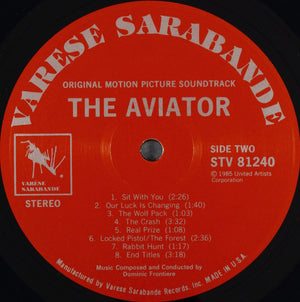 VARESE SARABANDE
ORIGINAL MOTION PICTURE SOUNDTRACK
THE AVIATOR
SIDE TWO
STV 81240
℗ 1985 United Artists
Corporation
VARESE
SARABANDE
STEREO
1. Sit With You (2:26)
2. Our Luck Is Changing (1:40)
3. The Wolf Pack (1:10)
4. The Crash (3:32)
5. Real Prize (1:50)
6. Locked Pistol/The Forest (2:36)
7. Rabbit Hunt (1:17)
8. End Titles (3:18)
Music Composed and Conducted by
Dominic Frontiere
Manufactured by Varese Sarabande Records, Inc. MADE IN U.S.A.